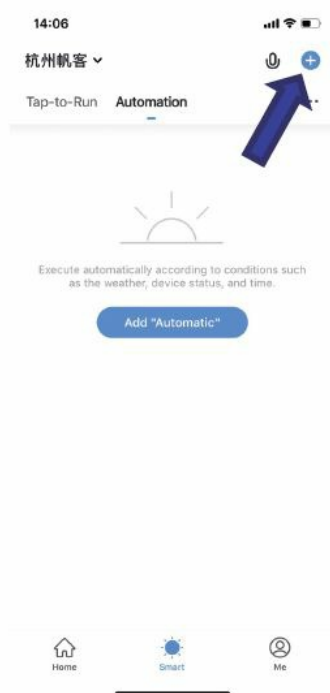 14:06
杭州帆客
Tap-to-Run Automation
Execute automatically according to conditions such
as the weather, device status, and time.
Add "Automatic"
Home Smart Me